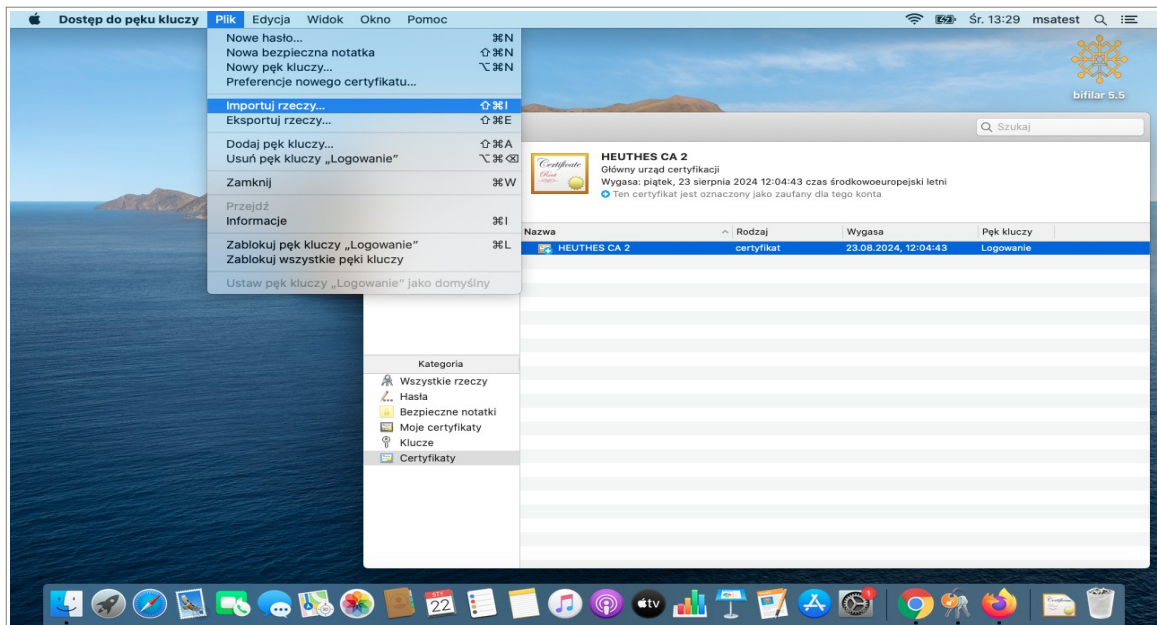 Dostęp do pęku kluczy Plik Edycja Widok Okno Pomoc Śr. 13:29 msatest
Nowe hasło... ⌘N
Nowa bezpieczna notatka ⇧⌘N
Nowy pęk kluczy... ⌥⌘N
Preferencje nowego certyfikatu...
Importuj rzeczy... ⇧⌘I
Eksportuj rzeczy... ⇧⌘E
Dodaj pęk kluczy... ⇧⌘A
Usuń pęk kluczy „Logowanie” ⌥⌘⌫
Zamknij ⌘W
Przejdź
Informacje ⌘I
Zablokuj pęk kluczy „Logowanie” ⌘L
Zablokuj wszystkie pęki kluczy
Ustaw pęk kluczy „Logowanie” jako domyślny
bifilar 5.5
Szukaj
Certificate
Root
HEUTHES CA 2
Główny urząd certyfikacji
Wygasa: piątek, 23 sierpnia 2024 12:04:43 czas środkowoeuropejski letni
Ten certyfikat jest oznaczony jako zaufany dla tego konta
Nazwa Rodzaj Wygasa Pęk kluczy
HEUTHES CA 2 certyfikat 23.08.2024, 12:04:43 Logowanie
Kategoria
Wszystkie rzeczy
Hasła
Bezpieczne notatki
Moje certyfikaty
Klucze
Certyfikaty
STY
22
tv
1